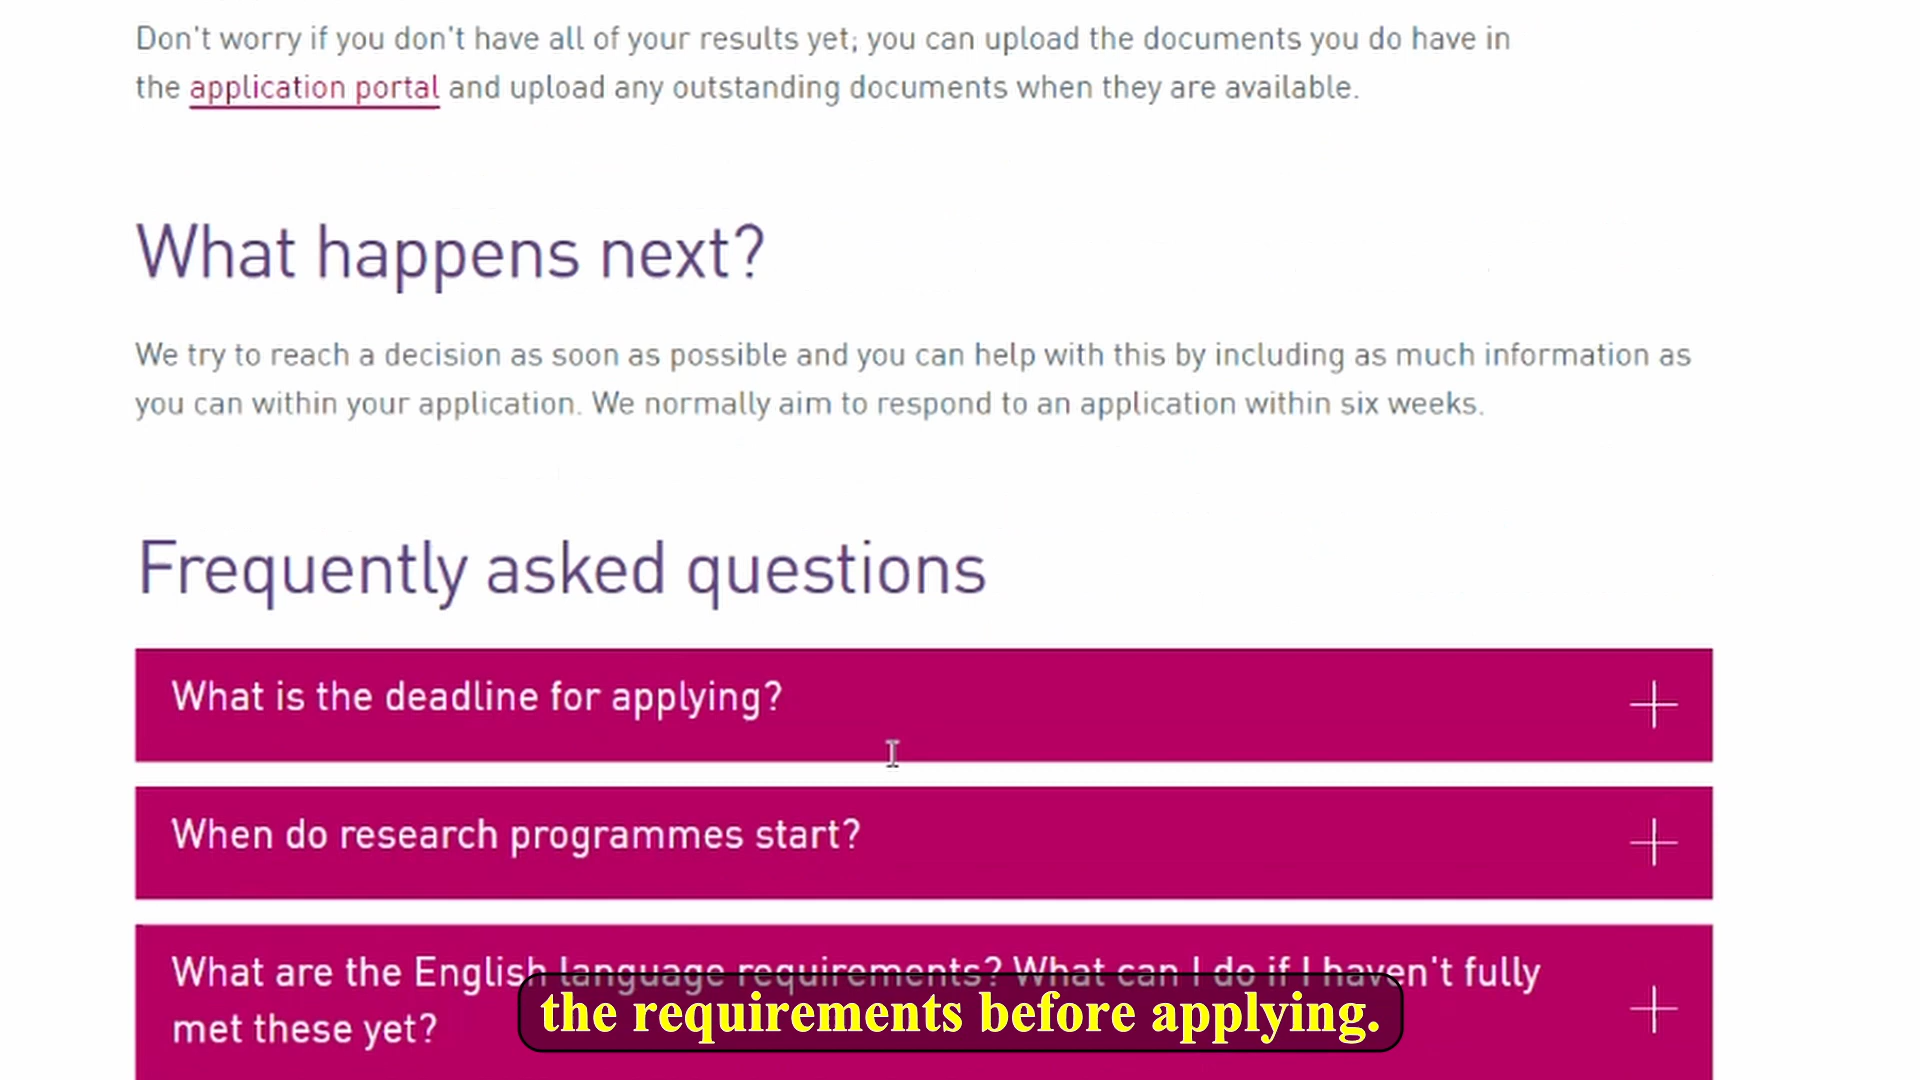 Don't worry if you don't have all of your results yet; you can upload the documents you do have in
the application portal and upload any outstanding documents when they are available.
What happens next?
We try to reach a decision as soon as possible and you can help with this by including as much information as
you can within your application. We normally aim to respond to an application within six weeks.
Frequently asked questions
What is the deadline for applying?
When do research programmes start?
What are the English language requirements? What can I do if I haven't fully
met these yet?
the requirements before applying.